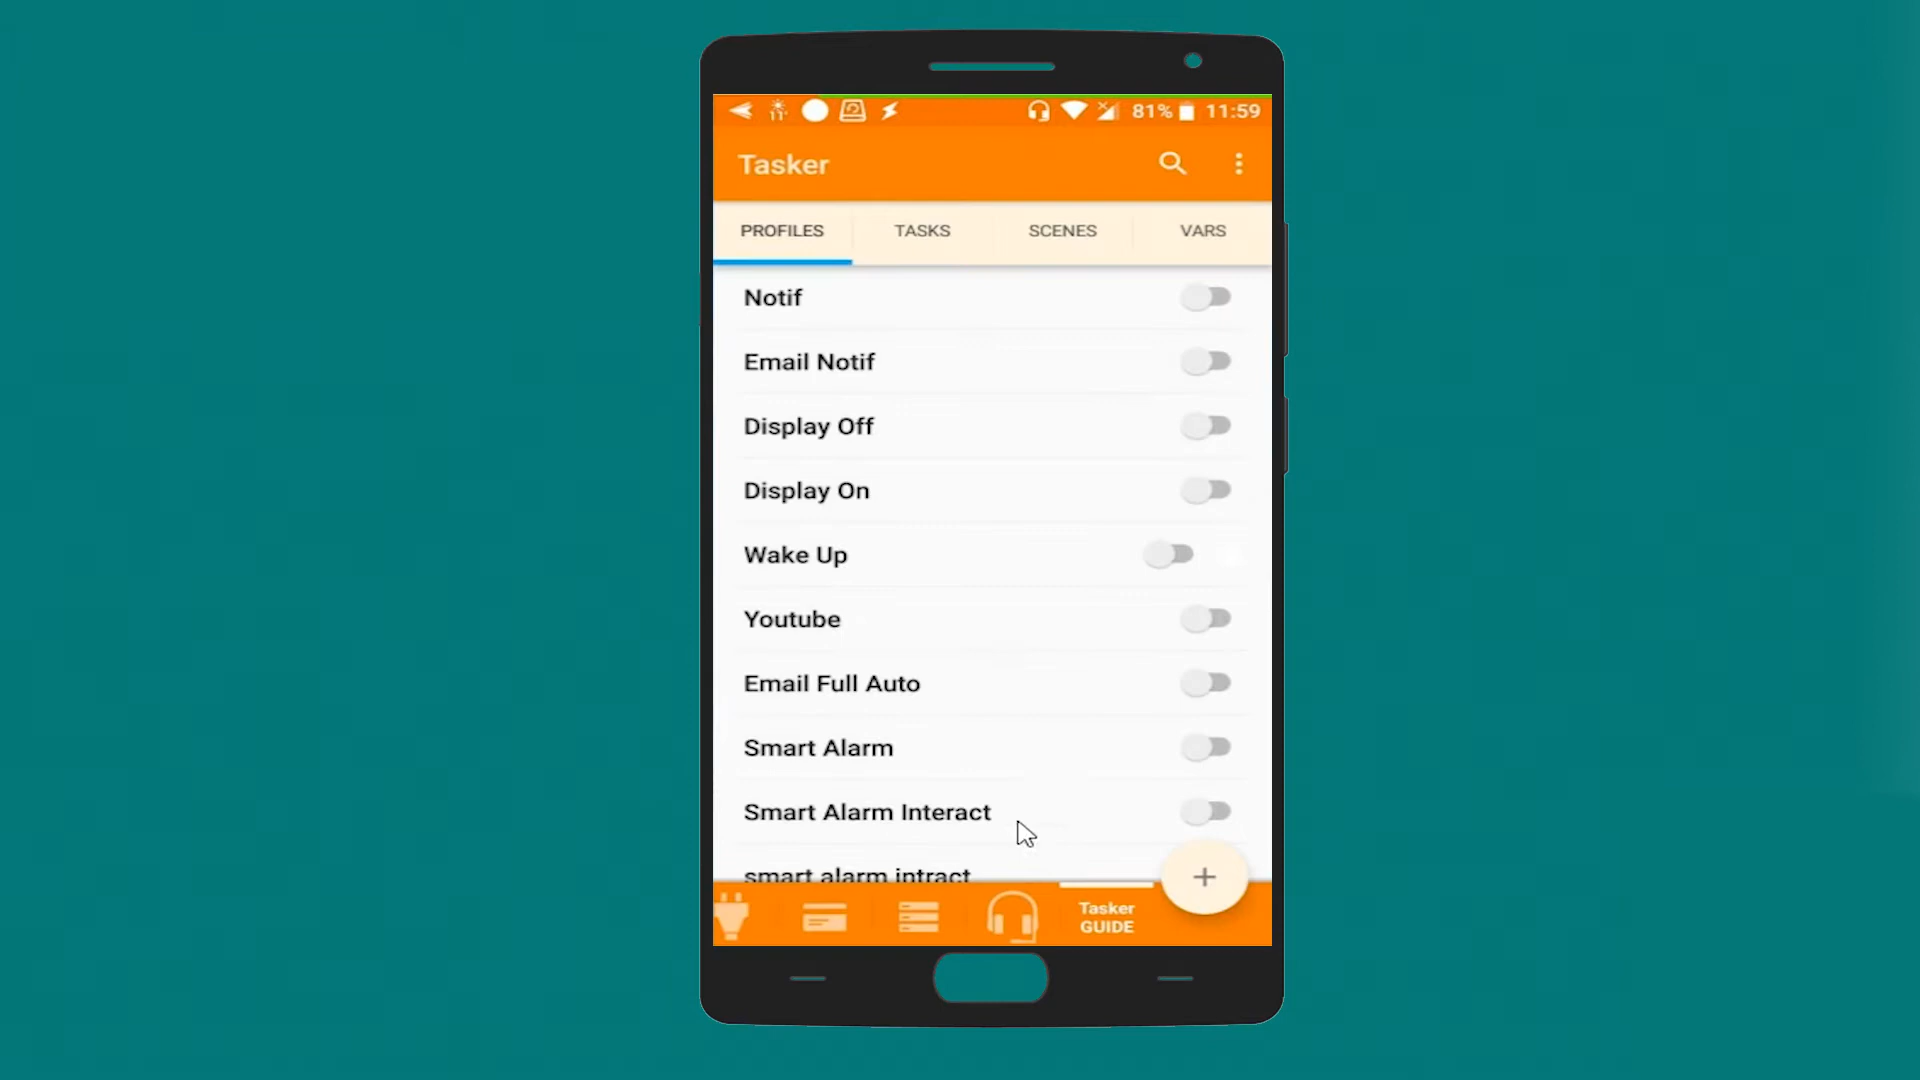 81% 11:59
Tasker
PROFILES TASKS SCENES VARS
Notif
Email Notif
Display Off
Display On
Wake Up
Youtube
Email Full Auto
Smart Alarm
Smart Alarm Interact
smart alarm intract
Tasker
GUIDE